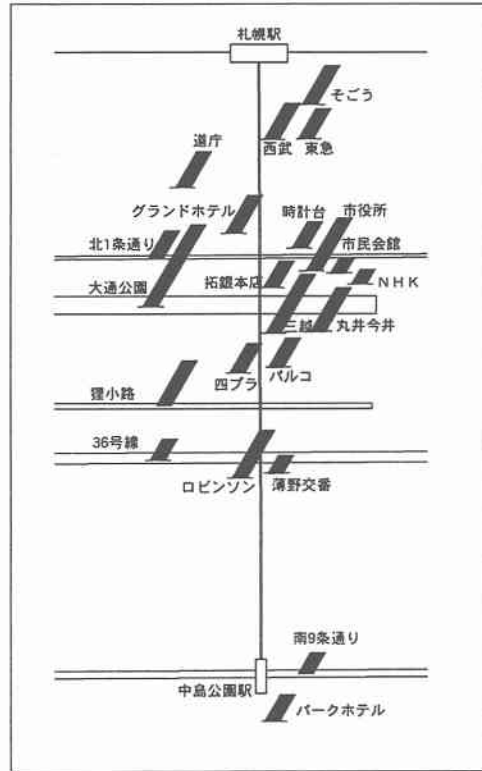 札幌駅
そごう
西武
東急
道庁
グランドホテル
時計台
市役所
北1条通り
市民会館
拓銀本店
NHK
大通公園
三越
丸井今井
四プラ
パルコ
狸小路
36号線
ロビンソン
薄野交番
南9条通り
中島公園駅
パークホテル